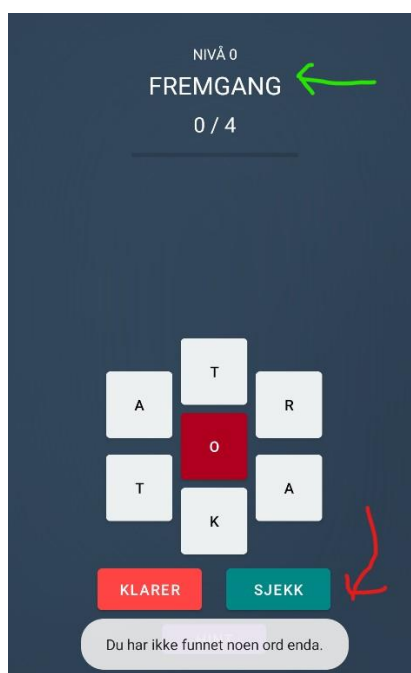 NIVÅ 0
FREMGANG
0 / 4
T
A
R
O
T
A
K
KLARER
SJEKK
Du har ikke funnet noen ord enda.